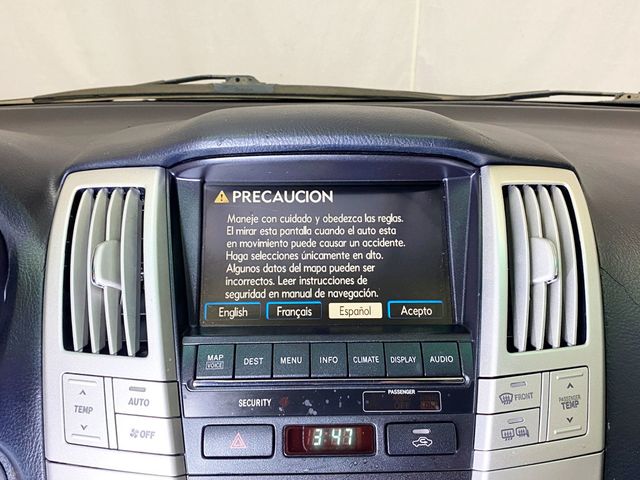 PRECAUCION
Maneje con cuidado y obedezca las reglas.
El mirar esta pantalla cuando el auto esta
en movimiento puede causar un accidente.
Haga selecciones únicamente en alto.
Algunos datos del mapa pueden ser
incorrectos. Leer instrucciones de
seguridad en manual de navegación.
English Français Español Acepto
MAP VOICE DEST MENU INFO CLIMATE DISPLAY AUDIO
TEMP AUTO OFF
SECURITY PASSENGER
OFF
3:47
FRONT
PASSENGER
TEMP